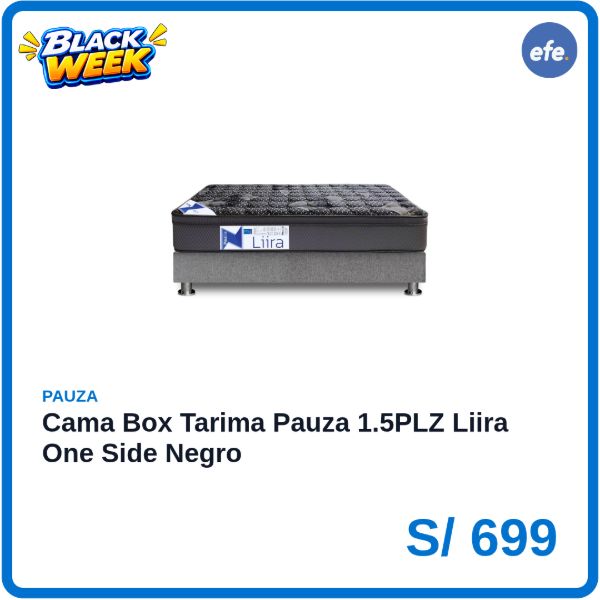 BLACK
WEEK
efe.
Liira
PAUZA
Cama Box Tarima Pauza 1.5PLZ Liira
One Side Negro
S/ 699